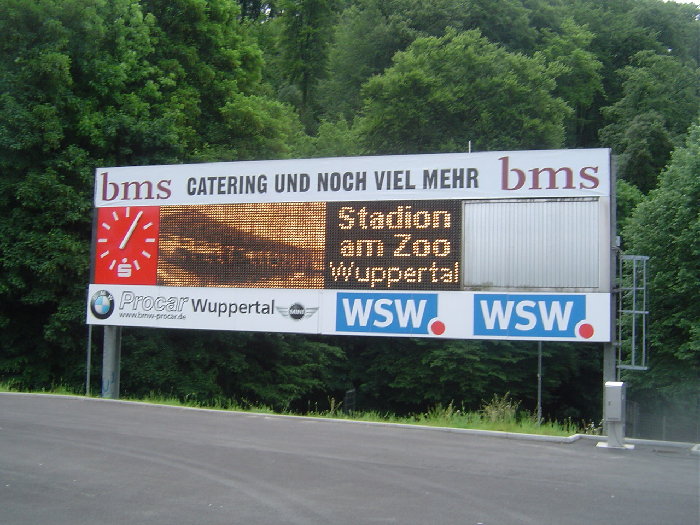 bms CATERING UND NOCH VIEL MEHR bms
Stadion
am Zoo
Wuppertal
Procar Wuppertal MINI
www.bmw-procar.de
WSW. WSW.